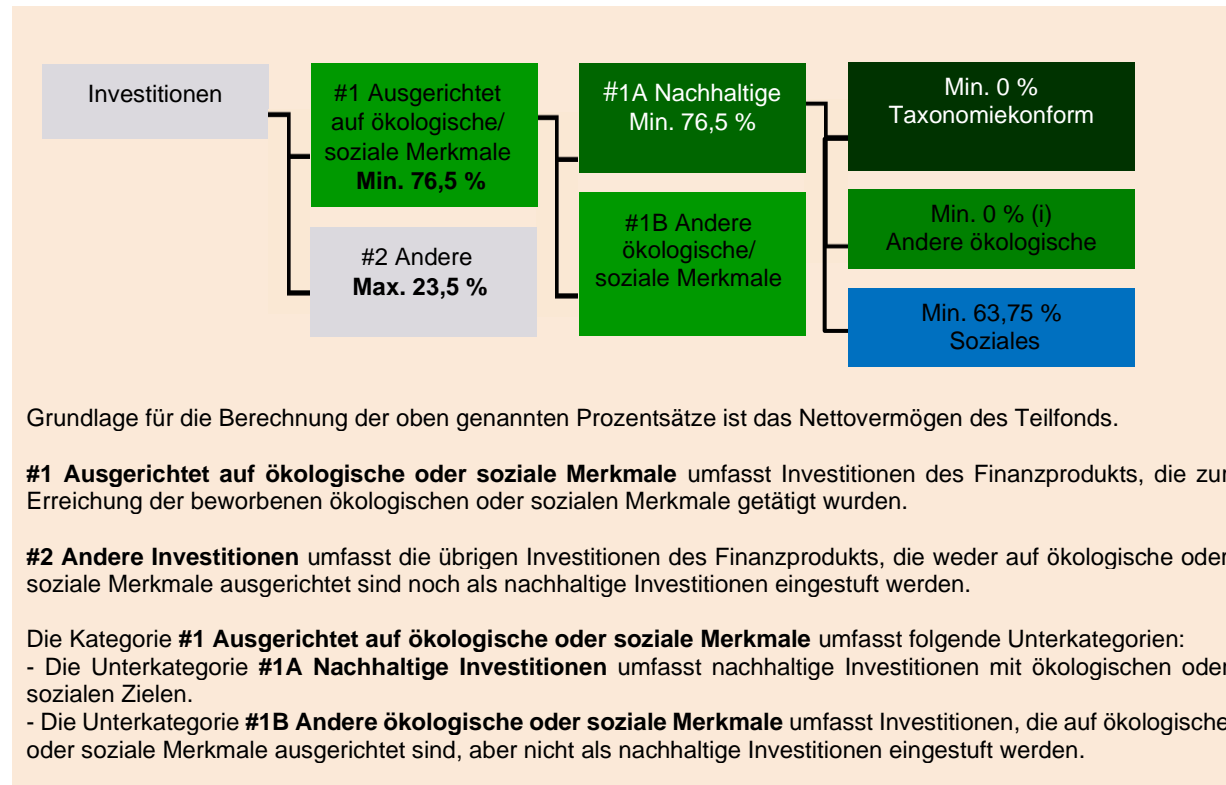 Investitionen
#1 Ausgerichtet
auf ökologische/
soziale Merkmale
Min. 76,5 %
#2 Andere
Max. 23,5 %
#1A Nachhaltige
Min. 76,5 %
#1B Andere
ökologische/
soziale Merkmale
Min. 0 %
Taxonomiekonform
Min. 0 % (i)
Andere ökologische
Min. 63,75 %
Soziales
Grundlage für die Berechnung der oben genannten Prozentsätze ist das Nettovermögen des Teilfonds.
#1 Ausgerichtet auf ökologische oder soziale Merkmale umfasst Investitionen des Finanzprodukts, die zur
Erreichung der beworbenen ökologischen oder sozialen Merkmale getätigt wurden.
#2 Andere Investitionen umfasst die übrigen Investitionen des Finanzprodukts, die weder auf ökologische oder
soziale Merkmale ausgerichtet sind noch als nachhaltige Investitionen eingestuft werden.
Die Kategorie #1 Ausgerichtet auf ökologische oder soziale Merkmale umfasst folgende Unterkategorien:
- Die Unterkategorie #1A Nachhaltige Investitionen umfasst nachhaltige Investitionen mit ökologischen oder
sozialen Zielen.
- Die Unterkategorie #1B Andere ökologische oder soziale Merkmale umfasst Investitionen, die auf ökologische
oder soziale Merkmale ausgerichtet sind, aber nicht als nachhaltige Investitionen eingestuft werden.